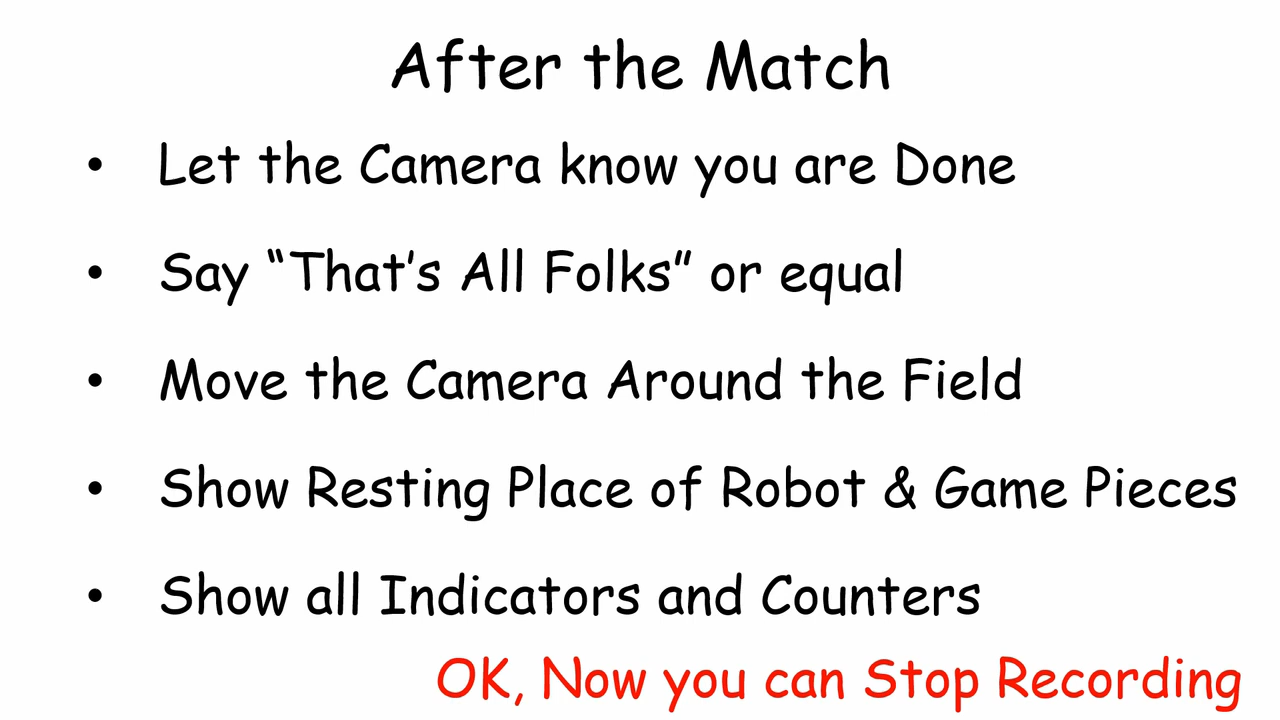 After the Match
• Let the Camera know you are Done
• Say “That’s All Folks” or equal
• Move the Camera Around the Field
• Show Resting Place of Robot & Game Pieces
• Show all Indicators and Counters
OK, Now you can Stop Recording